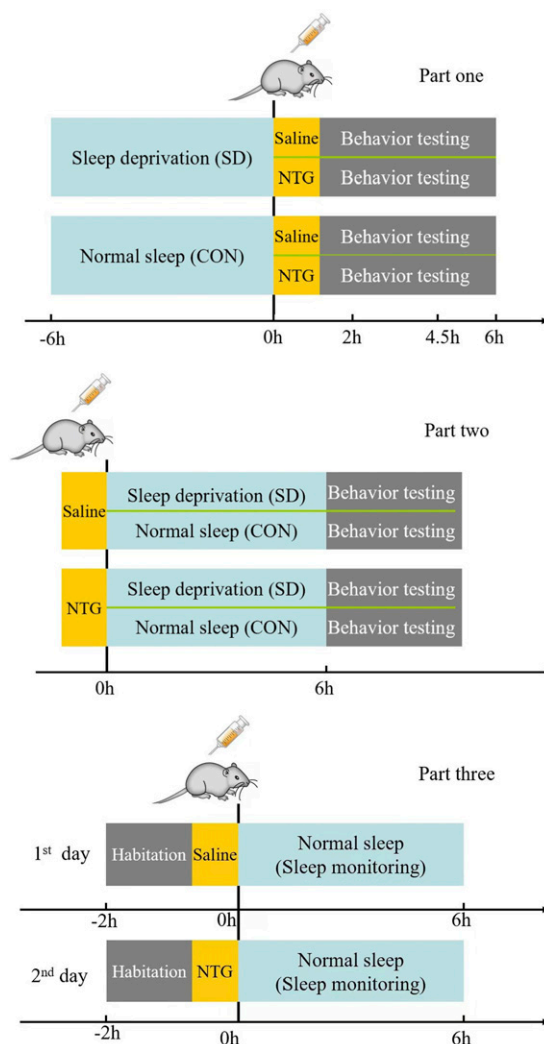 Part one
Sleep deprivation (SD)
Saline
Behavior testing
NTG
Behavior testing
Normal sleep (CON)
Saline
Behavior testing
NTG
Behavior testing
-6h
0h
2h
4.5h
6h
Part two
Saline
Sleep deprivation (SD)
Behavior testing
Normal sleep (CON)
Behavior testing
NTG
Sleep deprivation (SD)
Behavior testing
Normal sleep (CON)
Behavior testing
0h
6h
Part three
1st day
Habitation
Saline
Normal sleep
(Sleep monitoring)
-2h
0h
6h
2nd day
Habitation
NTG
Normal sleep
(Sleep monitoring)
-2h
0h
6h